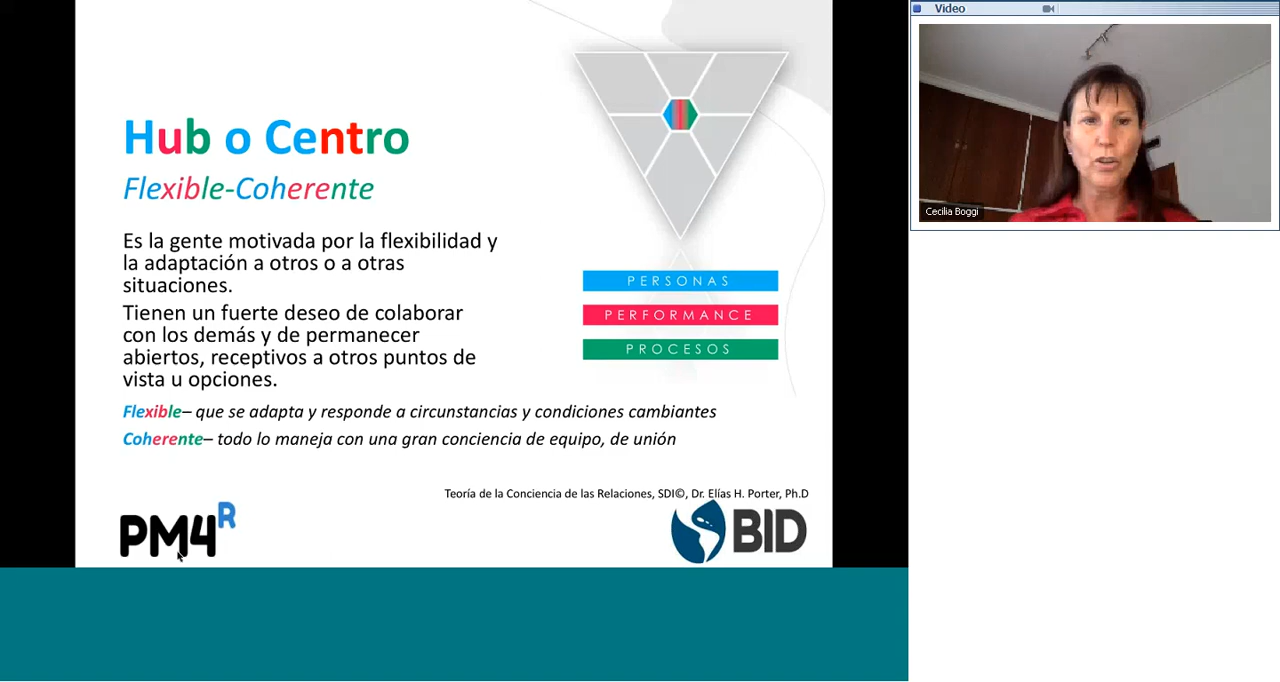 Hub o Centro
Flexible-Coherente
Es la gente motivada por la flexibilidad y
la adaptación a otros o a otras
situaciones.
Tienen un fuerte deseo de colaborar
con los demás y de permanecer
abiertos, receptivos a otros puntos de
vista u opciones.
Flexible– que se adapta y responde a circunstancias y condiciones cambiantes
Coherente– todo lo maneja con una gran conciencia de equipo, de unión
PERSONAS
PERFORMANCE
PROCESOS
Teoría de la Conciencia de las Relaciones, SDI©, Dr. Elías H. Porter, Ph.D
PM4R
BID
Video
Cecilia Boggi